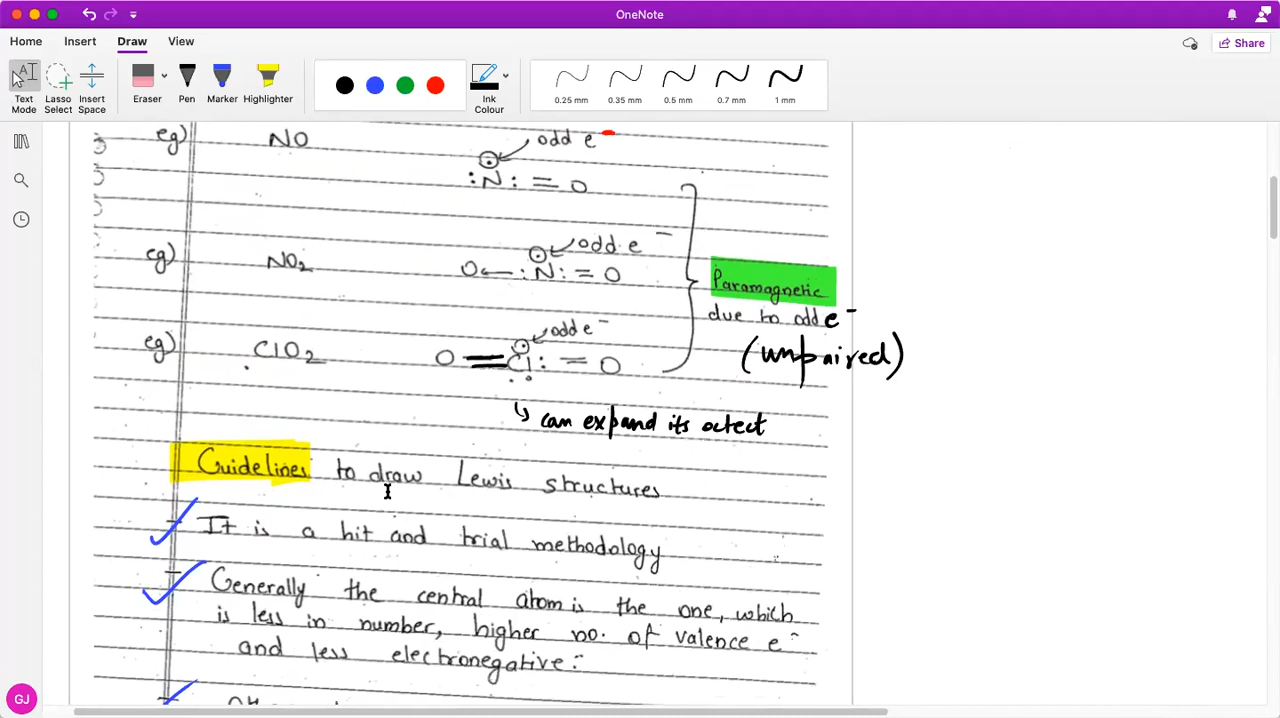 OneNote
Home Insert Draw View
Share
Text Mode
Lasso Select
Insert Space
Eraser
Pen
Marker
Highlighter
Ink Colour
0.25 mm
0.35 mm
0.5 mm
0.7 mm
1 mm
eg) NO odd e-
:N: = O
eg) NO2 odd e-
O← :N: = O
Paramagnetic
due to odd e-
(unpaired)
eg) ClO2 odd e-
O = Cl: = O
↳ can expand its octect
Guidelines to draw Lewis structures
It is a hit and trial methodology
Generally the central atom is the one, which
is less in number, higher no. of valence e-
and less electronegative:
GJ